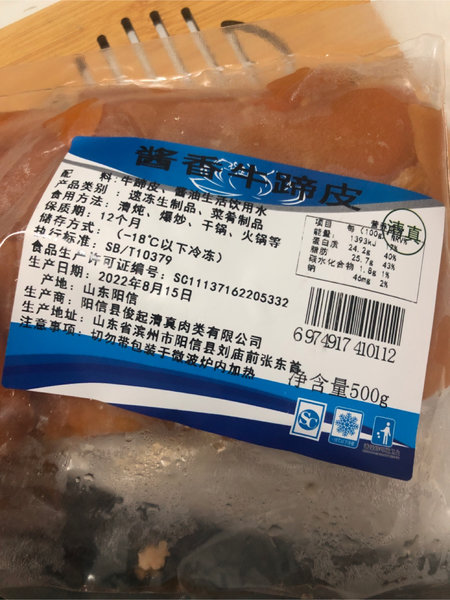 酱香牛蹄皮
配 料:牛蹄皮、酱油生活饮用水
产品类别: 速冻生制品、菜肴制品
食用方法: 清炖、爆炒、干锅、火锅等
保质期: 12个月
储存方式: (-18℃以下冷冻)
执行标准: SB/T10379
食品生产许可证编号: SC11137162205332
生产日期: 2022年8月15日
产地: 山东阳信
生产商: 阳信县俊起清真肉类有限公司
生产地址: 山东省滨州市阳信县刘庙前张东首
注意事项: 切勿带包装于微波炉内加热
清真
项目 每(100g)
能量: 1393kJ
蛋白质 24.2g 40%
脂肪 25.7g 43%
碳水化合物 1.6g 1%
钠 46mg 2%
6974917410112
净含量500g